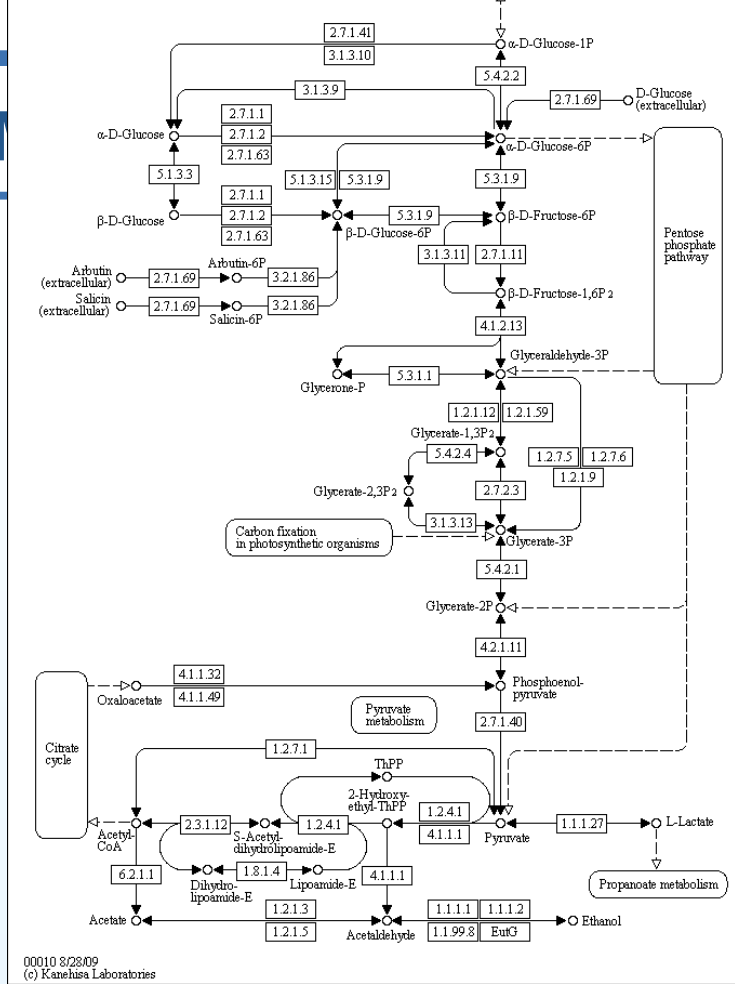 2.7.1.41
α-D-Glucose-1P
3.1.3.10
5.4.2.2
3.1.3.9
2.7.1.69
D-Glucose
(extracellular)
2.7.1.1
α-D-Glucose
2.7.1.2
2.7.1.63
α-D-Glucose-6P
5.1.3.3
5.1.3.15
5.3.1.9
5.3.1.9
2.7.1.1
β-D-Glucose
2.7.1.2
2.7.1.63
β-D-Glucose-6P
5.3.1.9
β-D-Fructose-6P
Pentose
phosphate
pathway
3.1.3.11
2.7.1.11
Arbutin
(extracellular)
2.7.1.69
Arbutin-6P
3.2.1.86
Salicin
(extracellular)
2.7.1.69
Salicin-6P
3.2.1.86
β-D-Fructose-1,6P2
4.1.2.13
Glyceraldehyde-3P
Glycerone-P
5.3.1.1
1.2.1.12
1.2.1.59
Glycerate-1,3P2
5.4.2.4
1.2.7.5
1.2.7.6
1.2.1.9
Glycerate-2,3P2
2.7.2.3
3.1.3.13
Carbon fixation
in photosynthetic organisms
Glycerate-3P
5.4.2.1
Glycerate-2P
4.2.1.11
4.1.1.32
Oxaloacetate
4.1.1.49
Phosphoenol-
pyruvate
Pyruvate
metabolism
2.7.1.40
Citrate
cycle
1.2.7.1
ThPP
2-Hydroxy-
ethyl-ThPP
1.2.4.1
Acetyl-
CoA
2.3.1.12
S-Acetyl-
dihydrolipoamide-E
1.2.4.1
4.1.1.1
Pyruvate
1.1.1.27
L-Lactate
6.2.1.1
Dihydro-
lipoamide-E
1.8.1.4
Lipoamide-E
4.1.1.1
Propanoate metabolism
Acetate
1.2.1.3
1.2.1.5
Acetaldehyde
1.1.1.1
1.1.1.2
1.1.99.8
EutG
Ethanol
00010 8/28/09
(c) Kanehisa Laboratories